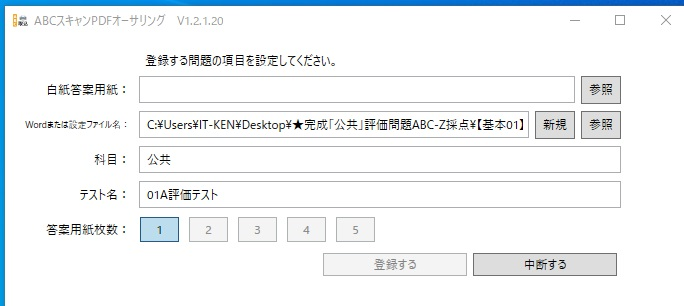 ABCスキャンPDFオーサリング V1.2.1.20
登録する問題の項目を設定してください。
白紙答案用紙: 参照
Wordまたは設定ファイル名: C:¥Users¥IT-KEN¥Desktop¥★完成「公共」評価問題ABC-Z採点¥【基本01】 新規 参照
科目: 公共
テスト名: 01A評価テスト
答案用紙枚数: 1 2 3 4 5
登録する 中断する